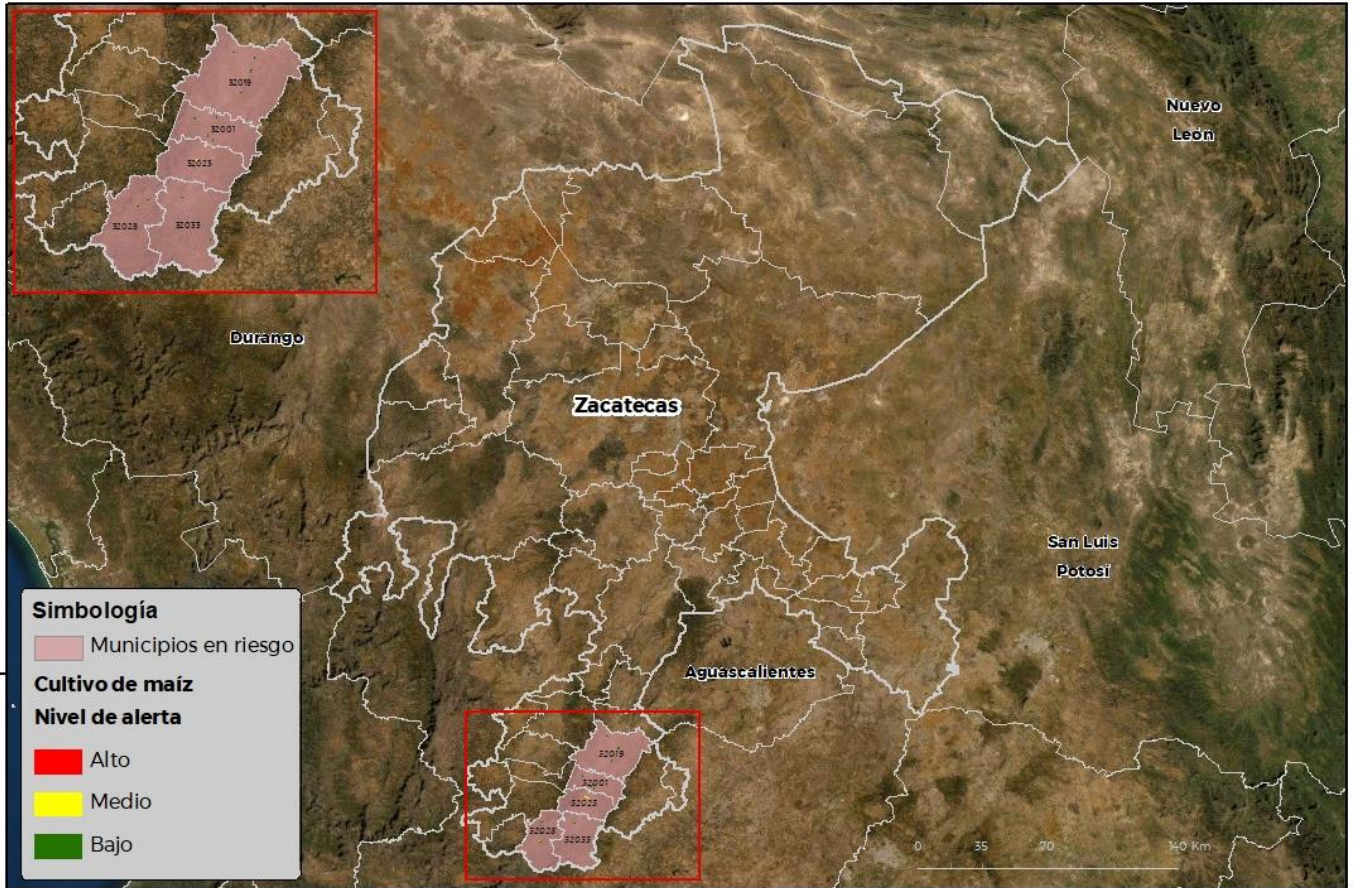 32019
32001
32023
32028
32033
Nuevo
León
Durango
Zacatecas
San Luis
Potosí
Aguascalientes
32019
32001
32023
32028
32033
0 35 70 140 Km
Simbología
Municipios en riesgo
Cultivo de maíz
Nivel de alerta
Alto
Medio
Bajo